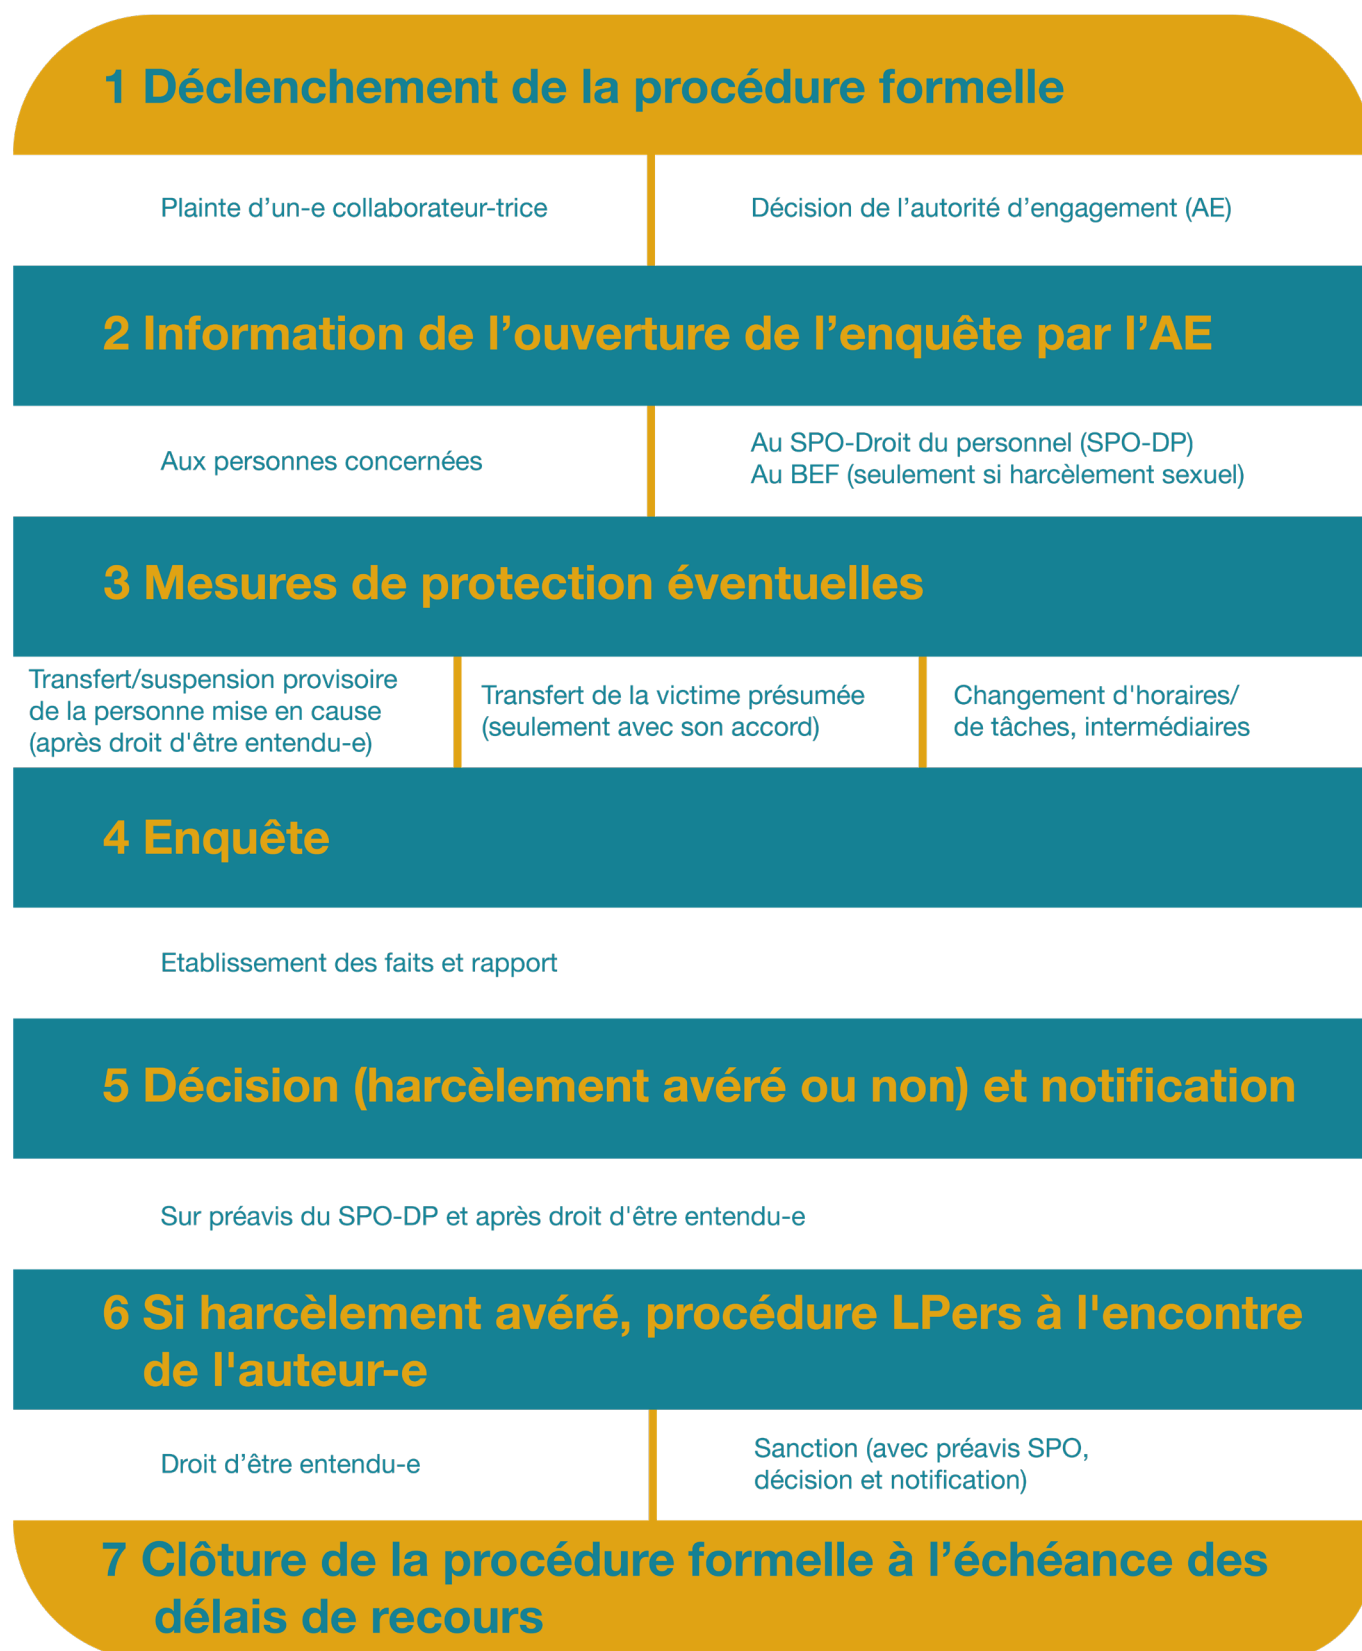 1 Déclenchement de la procédure formelle
Plainte d’un-e collaborateur-trice
Décision de l’autorité d’engagement (AE)
2 Information de l’ouverture de l’enquête par l’AE
Aux personnes concernées
Au SPO-Droit du personnel (SPO-DP)
Au BEF (seulement si harcèlement sexuel)
3 Mesures de protection éventuelles
Transfert/suspension provisoire
de la personne mise en cause
(après droit d'être entendu-e)
Transfert de la victime présumée
(seulement avec son accord)
Changement d'horaires/
de tâches, intermédiaires
4 Enquête
Etablissement des faits et rapport
5 Décision (harcèlement avéré ou non) et notification
Sur préavis du SPO-DP et après droit d'être entendu-e
6 Si harcèlement avéré, procédure LPers à l'encontre
de l'auteur-e
Droit d’être entendu-e
Sanction (avec préavis SPO,
décision et notification)
7 Clôture de la procédure formelle à l’échéance des
délais de recours